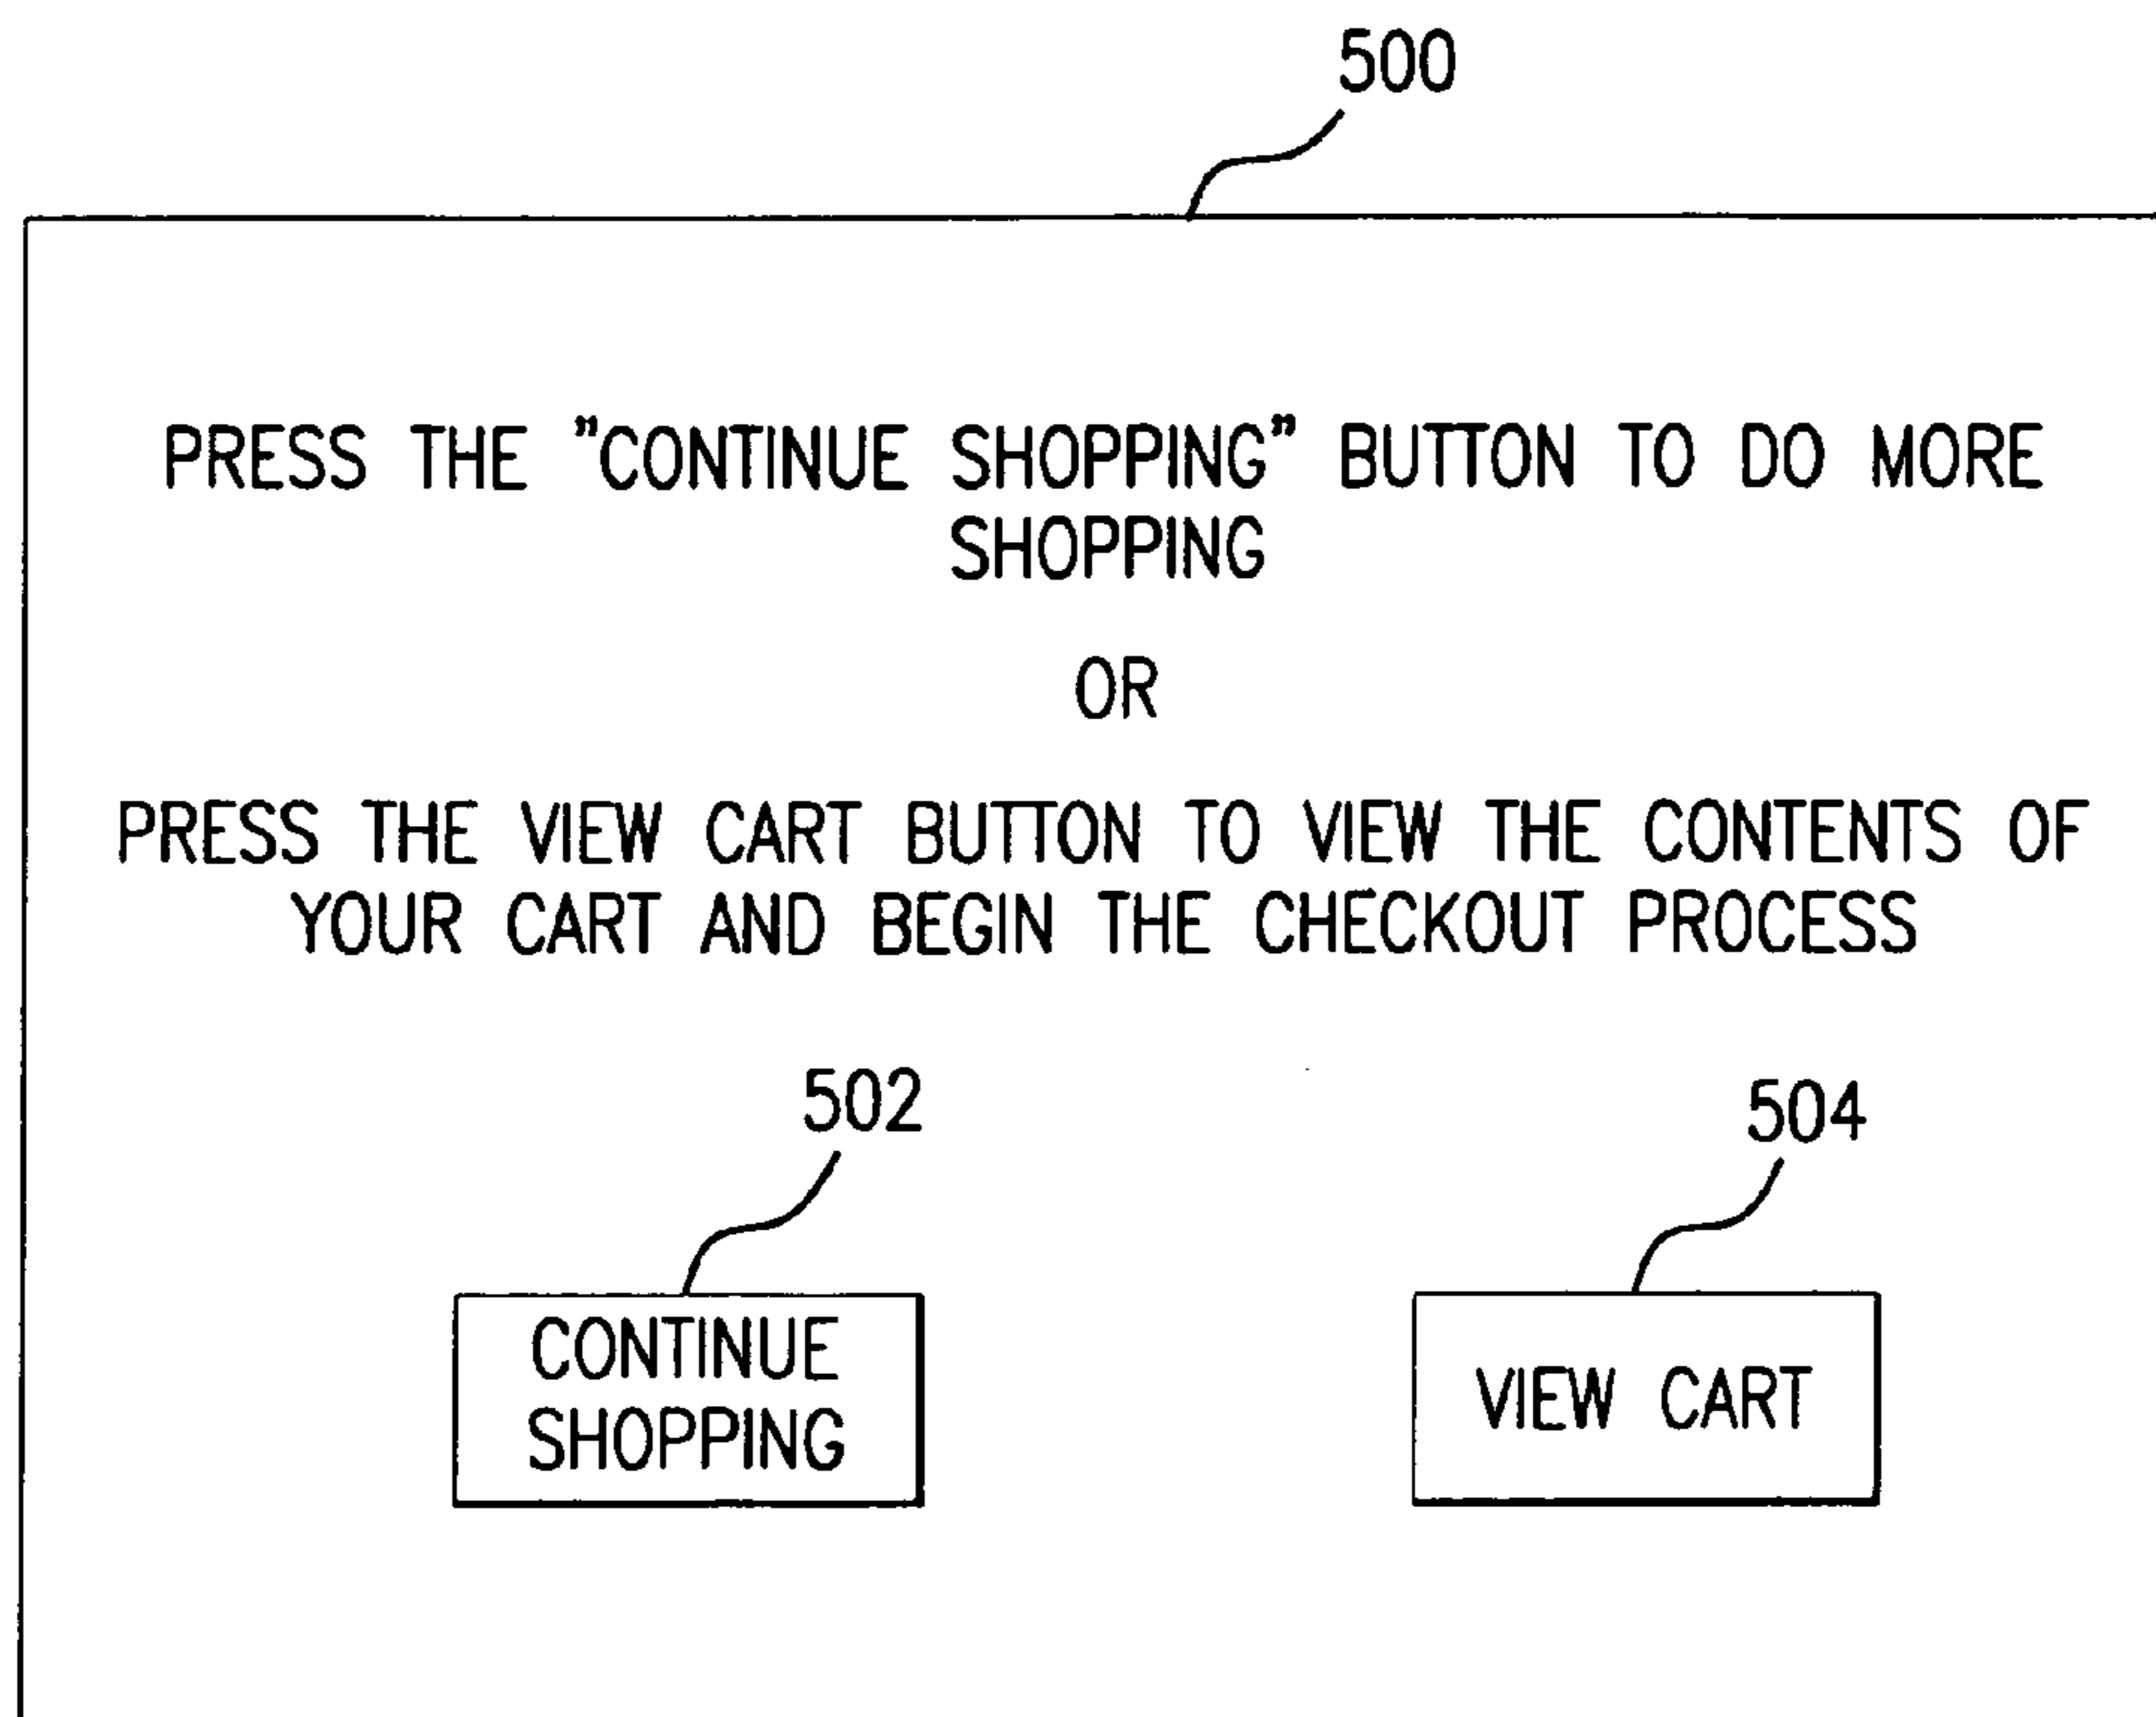 500
PRESS THE "CONTINUE SHOPPING" BUTTON TO DO MORE
SHOPPING
OR
PRESS THE VIEW CART BUTTON TO VIEW THE CONTENTS OF
YOUR CART AND BEGIN THE CHECKOUT PROCESS
502
504
CONTINUE
SHOPPING
VIEW CART